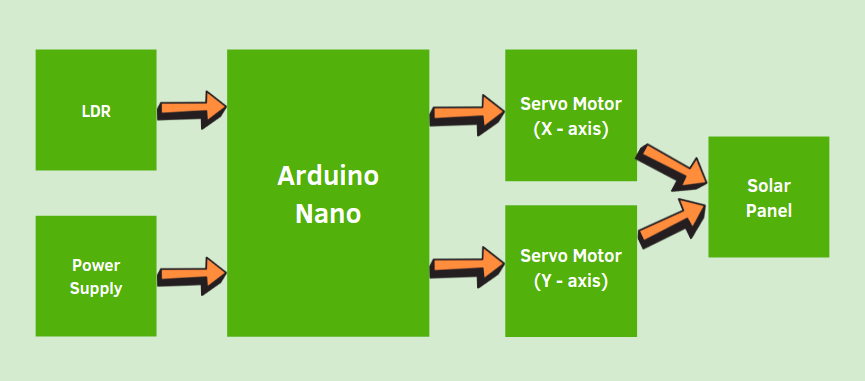 LDR
Power
Supply
Arduino
Nano
Servo Motor
(X - axis)
Servo Motor
(Y - axis)
Solar
Panel